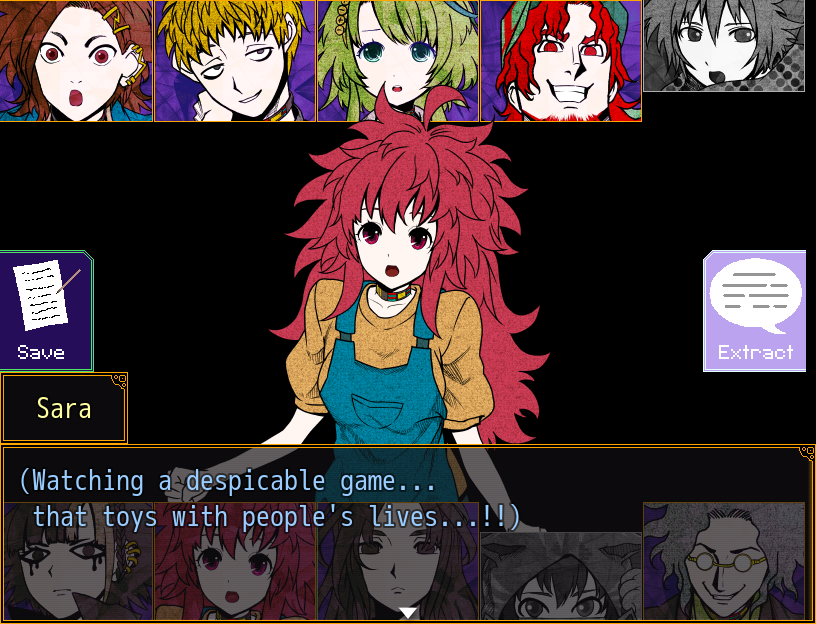 Save
Extract
Sara
(Watching a despicable game...
that toys with people's lives...!!)